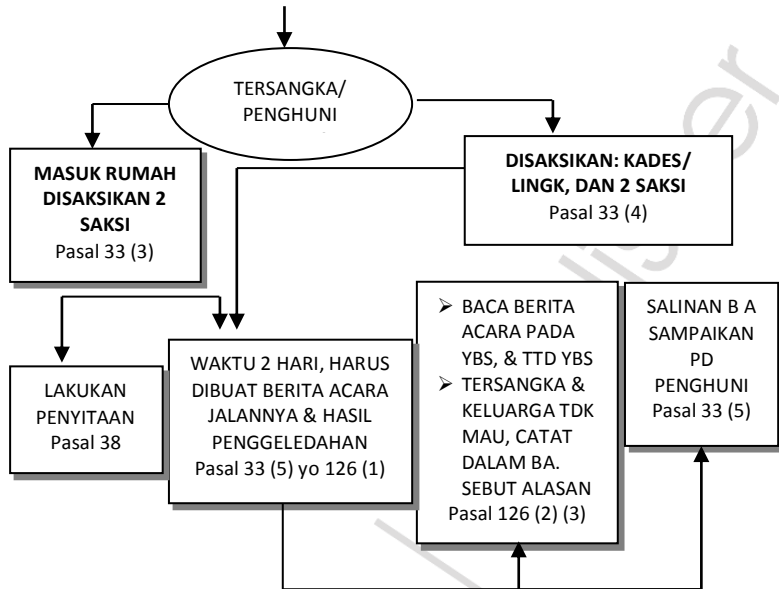 TERSANGKA/
PENGHUNI
MASUK RUMAH
DISAKSIKAN 2
SAKSI
Pasal 33 (3)
DISAKSIKAN: KADES/
LINGK, DAN 2 SAKSI
Pasal 33 (4)
LAKUKAN
PENYITAAN
Pasal 38
WAKTU 2 HARI, HARUS
DIBUAT BERITA ACARA
JALANNYA & HASIL
PENGGELEDAHAN
Pasal 33 (5) yo 126 (1)
➢ BACA BERITA
ACARA PADA
YBS, & TTD YBS
➢ TERSANGKA &
KELUARGA TDK
MAU, CATAT
DALAM BA.
SEBUT ALASAN
Pasal 126 (2) (3)
SALINAN B A
SAMPAIKAN
PD
PENGHUNI
Pasal 33 (5)